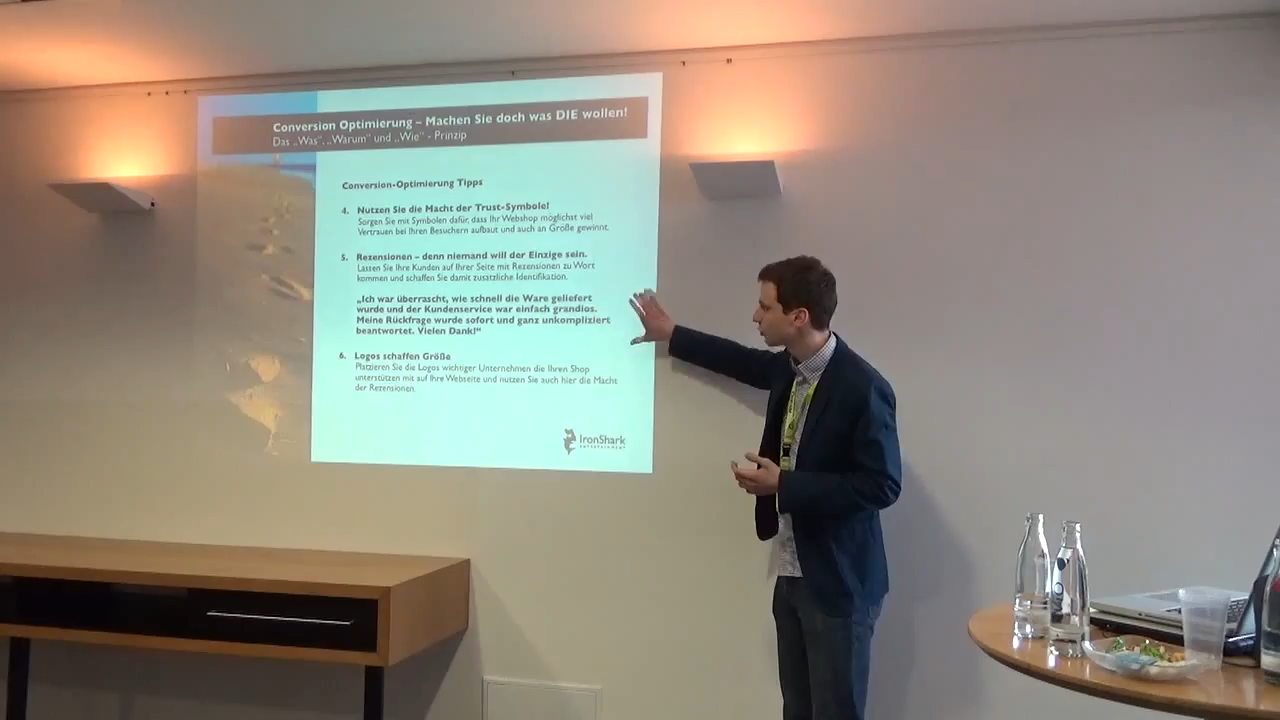 Conversion Optimierung – Machen Sie doch was DIE wollen!
Das „Was", „Warum" und „Wie" - Prinzip
Conversion-Optimierung Tipps
4. Nutzen Sie die Macht der Trust-Symbole!
Sorgen Sie mit Symbolen dafür, dass Ihr Webshop möglichst viel
Vertrauen bei Ihren Besuchern aufbaut und auch an Größe gewinnt.
5. Rezensionen – denn niemand will der Einzige sein.
Lassen Sie Ihre Kunden auf Ihrer Seite mit Rezensionen zu Wort
kommen und schaffen Sie damit zusätzliche Identifikation.
„Ich war überrascht, wie schnell die Ware geliefert
wurde und der Kundenservice war einfach grandios.
Meine Rückfrage wurde sofort und ganz unkompliziert
beantwortet. Vielen Dank!"
6. Logos schaffen Größe
Platzieren Sie die Logos wichtiger Unternehmen die Ihren Shop
unterstützen mit auf Ihre Webseite und nutzen Sie auch hier die Macht
der Rezensionen.
IronShark
ENTERTAINMENT